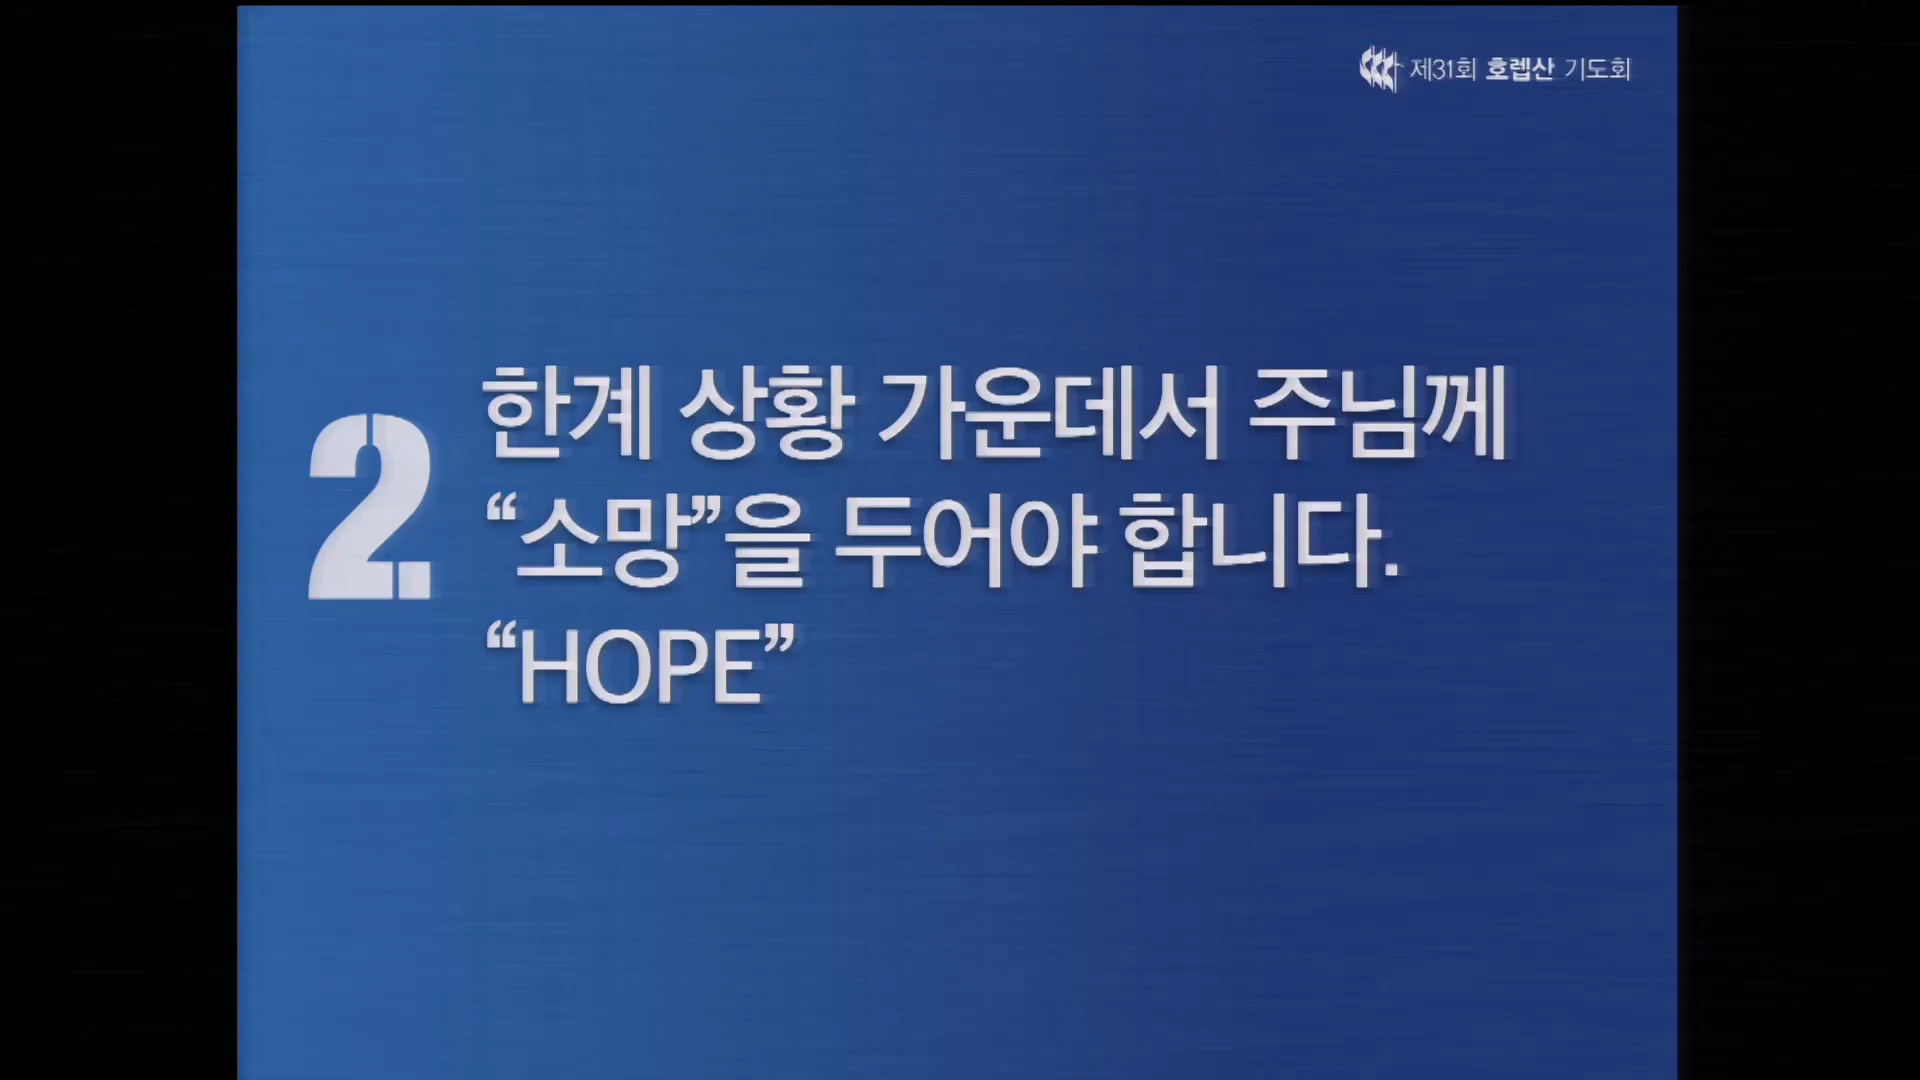 제31회 호렙산 기도회
2. 한계 상황 가운데서 주님께
“소망”을 두어야 합니다.
“HOPE”